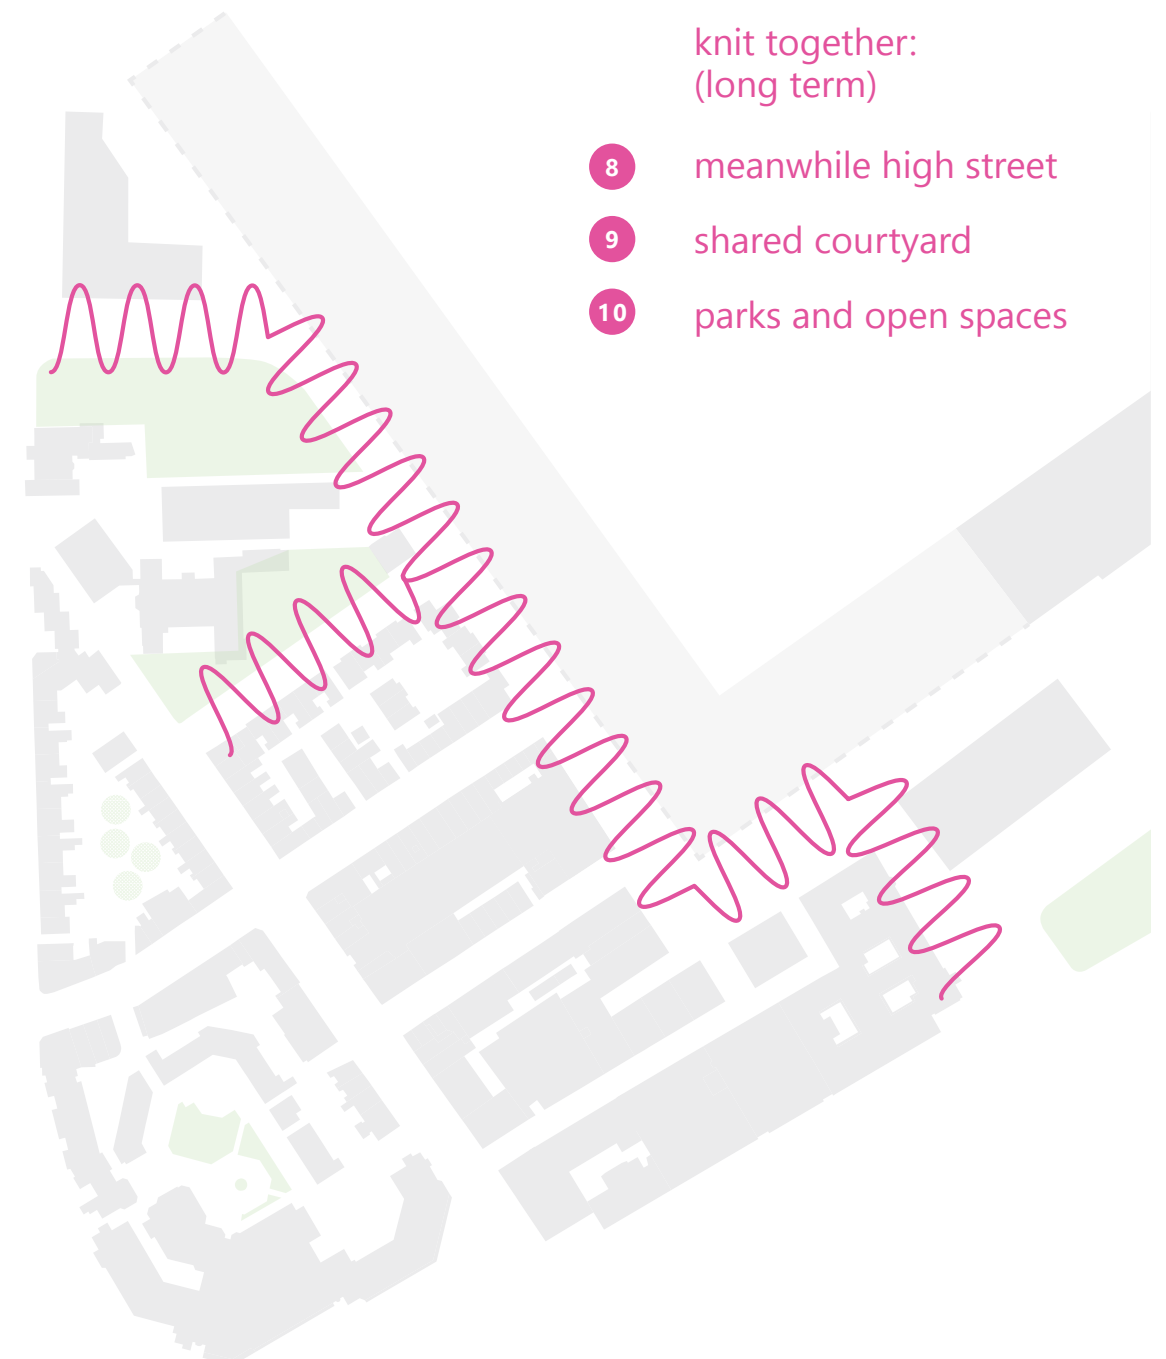 knit together:
(long term)
8 meanwhile high street
9 shared courtyard
10 parks and open spaces